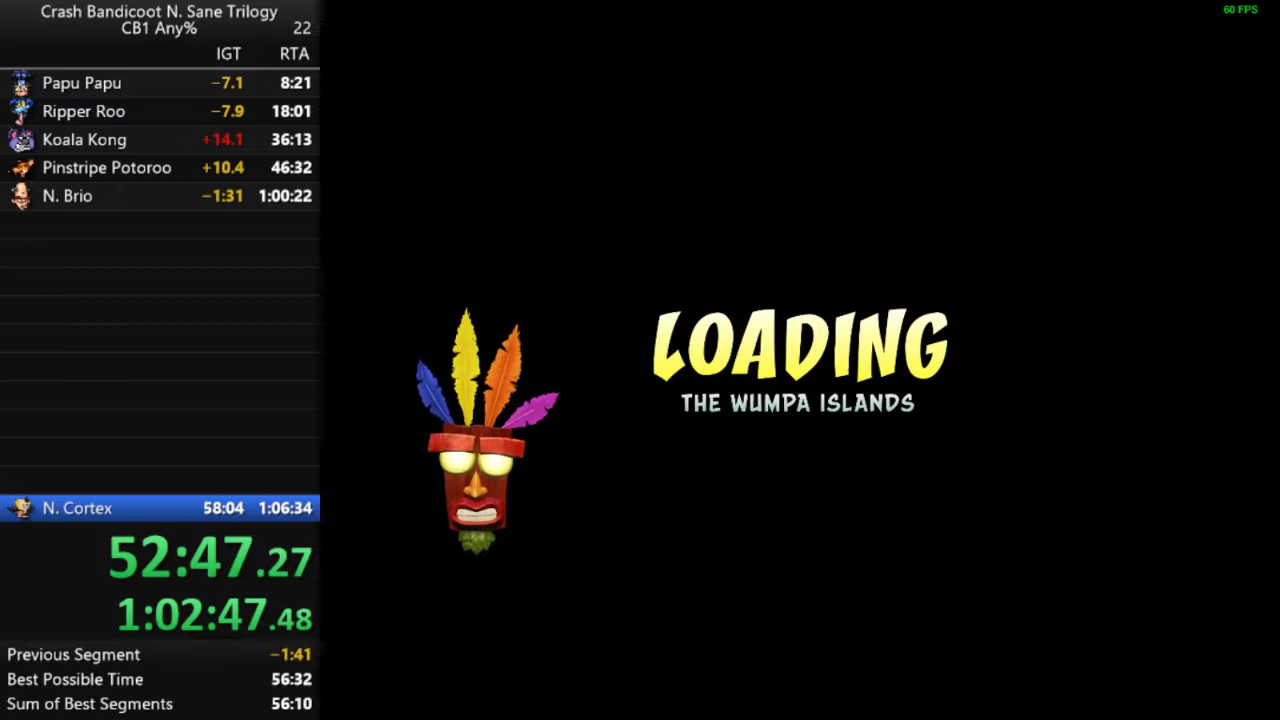 Crash Bandicoot N. Sane Trilogy
CB1 Any% 22
IGT RTA
Papu Papu −7.1 8:21
Ripper Roo −7.9 18:01
Koala Kong +14.1 36:13
Pinstripe Potoroo +10.4 46:32
N. Brio −1:31 1:00:22
N. Cortex 58:04 1:06:34
52:47.27
1:02:47.48
Previous Segment −1:41
Best Possible Time 56:32
Sum of Best Segments 56:10
60 FPS
LOADING
THE WUMPA ISLANDS